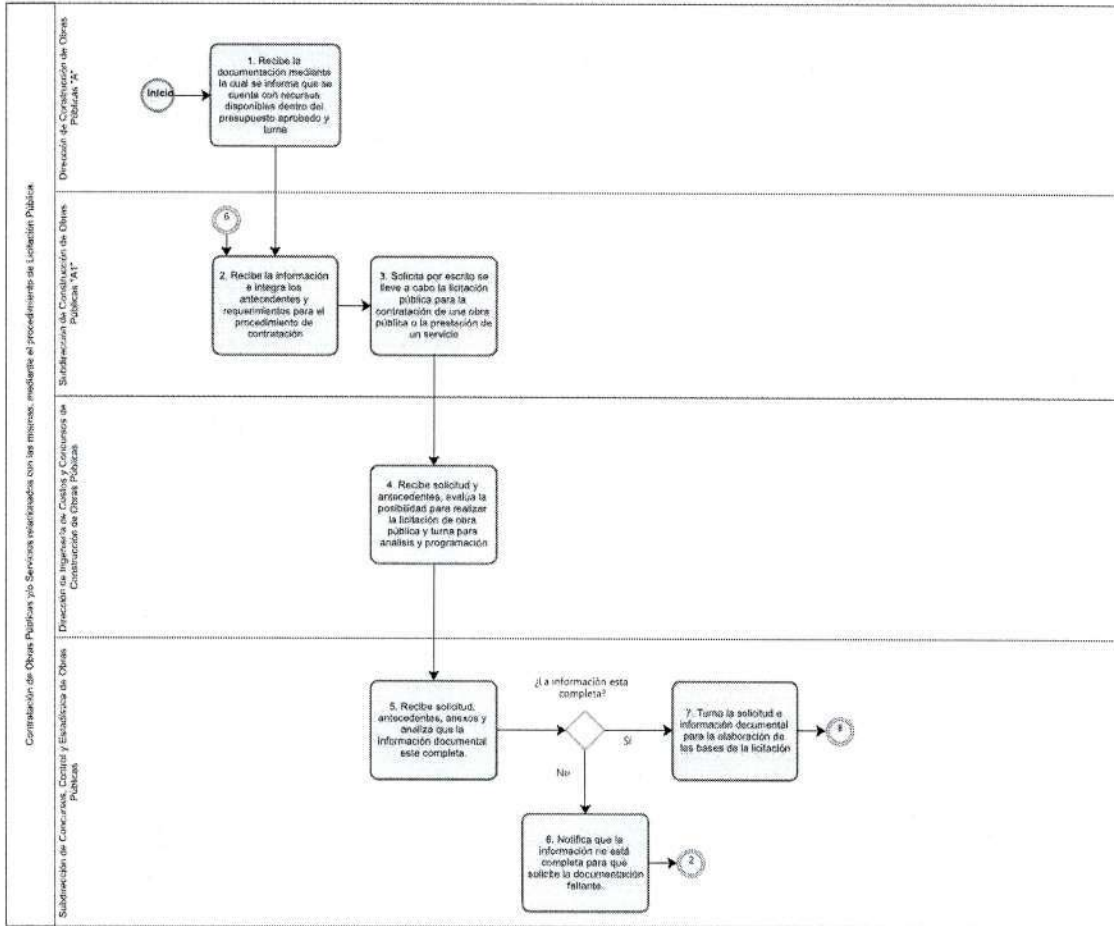 Contratación de Obras Públicas y/o Servicios relacionados con las mismas, mediante el procedimiento de Licitación Pública.
Dirección de Construcción de Obras
Públicas "A"
Inicio
1. Recibe la
documentación mediante
la cual se informa que se
cuenta con recursos
disponibles dentro del
presupuesto aprobado y
turna
Subdirección de Construcción de Obras
Públicas "A1"
6
2. Recibe la información
e integra los
antecedentes y
requerimientos para el
procedimiento de
contratación
3. Solicita por escrito se
lleve a cabo la licitación
pública para la
contratación de una obra
pública o la prestación de
un servicio
Dirección de Ingeniería de Costos y Concursos de
Construcción de Obras Públicas
4. Recibe solicitud y
antecedentes, evalúa la
posibilidad para realizar
la licitación de obra
pública y turna para
análisis y programación
Subdirección de Concursos, Control y Estadística de Obras
Públicas
5. Recibe solicitud,
antecedentes, anexos y
analiza que la
información documental
este completa.
¿La información esta
completa?
Sí
No
7. Turna la solicitud e
información documental
para la elaboración de
las bases de la licitación
8
6. Notifica que la
información no está
completa para que
solicite la documentación
faltante.
2